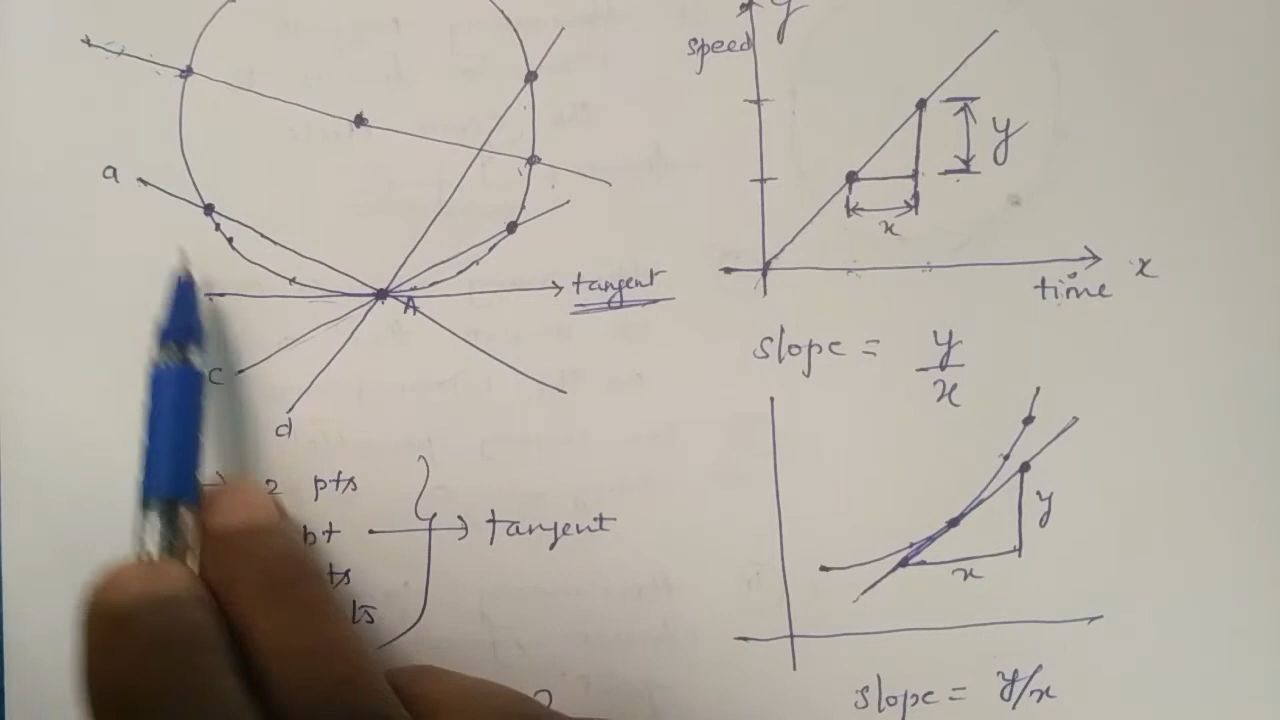 a
A
tangent
c
d
2 pts
tangent
y
speed
y
x
time x
slope = y/x
y
x
slope = y/x